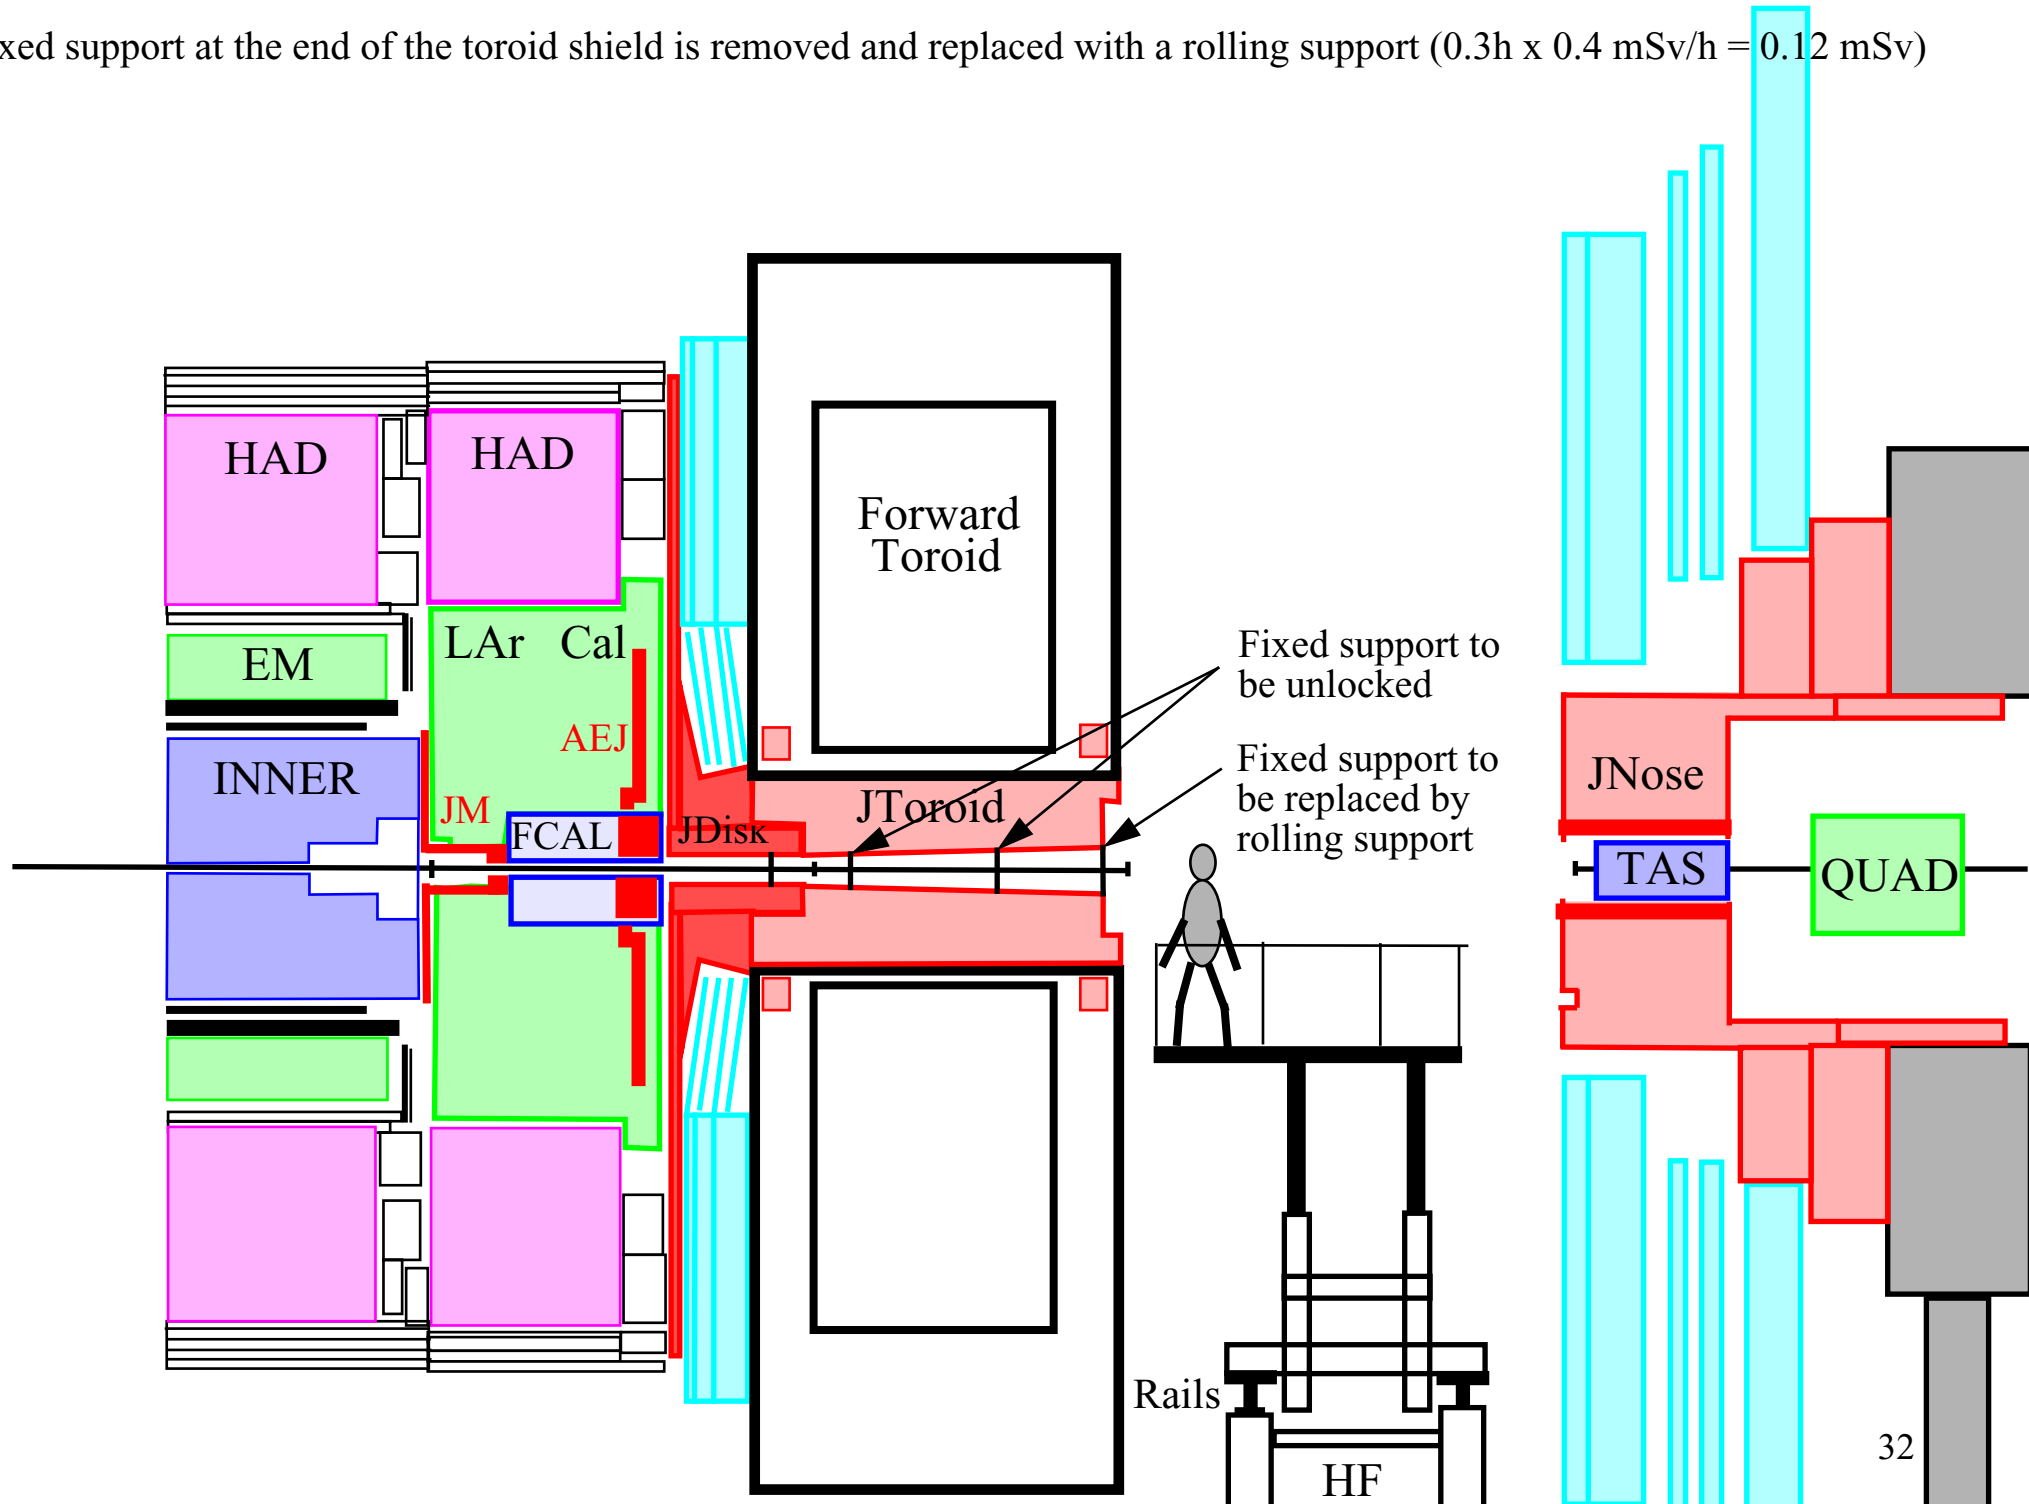 xed support at the end of the toroid shield is removed and replaced with a rolling support (0.3h x 0.4 mSv/h = 0.12 mSv)
HAD
HAD
Forward
Toroid
LAr Cal
EM
Fixed support to
be unlocked
AEJ
INNER
Fixed support to
be replaced by
rolling support
JNose
JM
FCAL
JDisk
JToroid
TAS
QUAD
Rails
HF
32